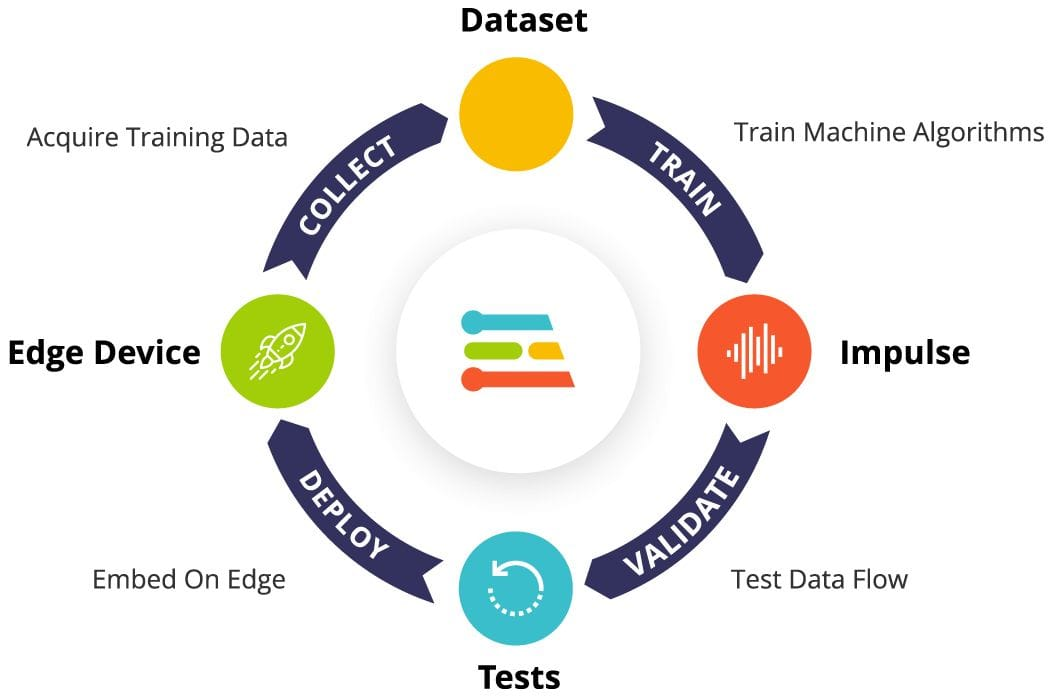 Dataset
Acquire Training Data
COLLECT
TRAIN
Train Machine Algorithms
Edge Device
Impulse
DEPLOY
VALIDATE
Embed On Edge
Test Data Flow
Tests